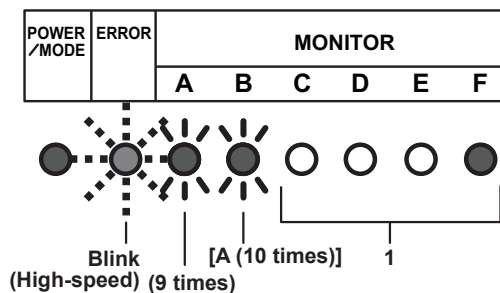 POWER
/MODE
ERROR
MONITOR
A B C D E F
Blink
(High-speed)
(9 times)
[A (10 times)]
1